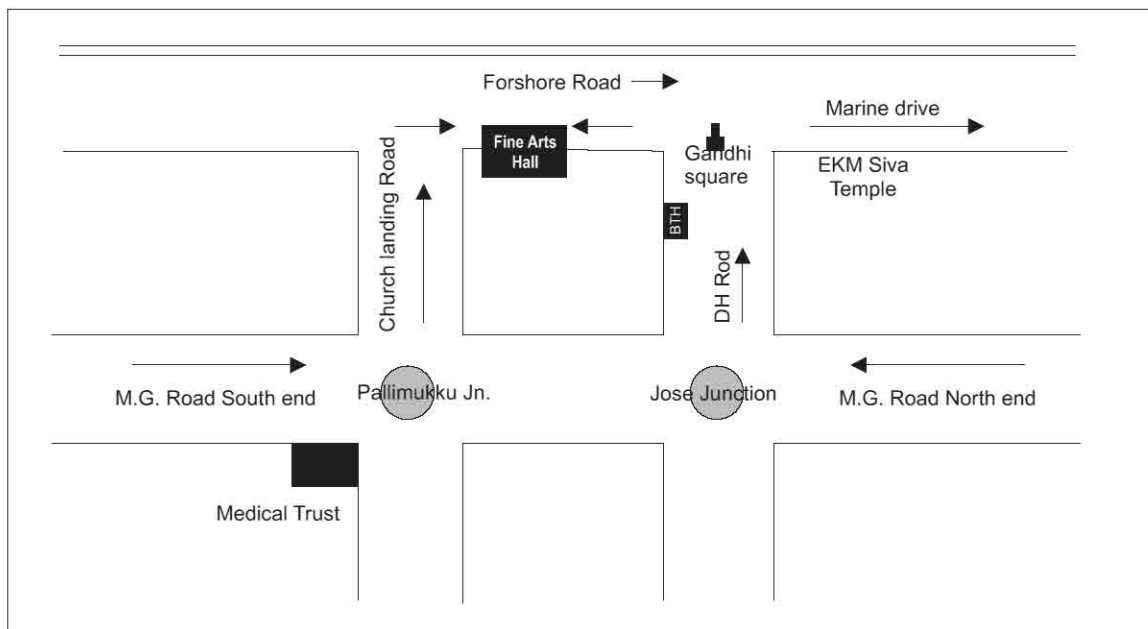 Forshore Road
Marine drive
Fine Arts
Hall
Gandhi
square
EKM Siva
Temple
Church landing Road
BTH
DH Rod
M.G. Road South end
Pallimukku Jn.
Jose Junction
M.G. Road North end
Medical Trust